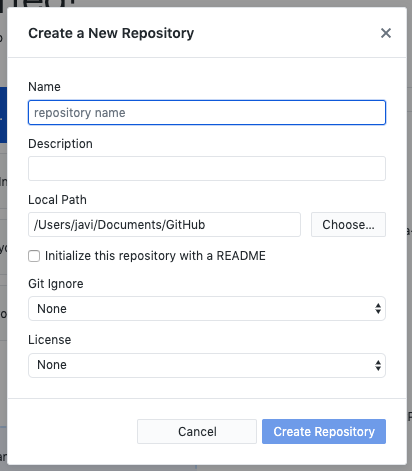 Create a New Repository
Name
repository name
Description
Local Path
/Users/javi/Documents/GitHub
Choose...
Initialize this repository with a README
Git Ignore
None
License
None
Cancel
Create Repository